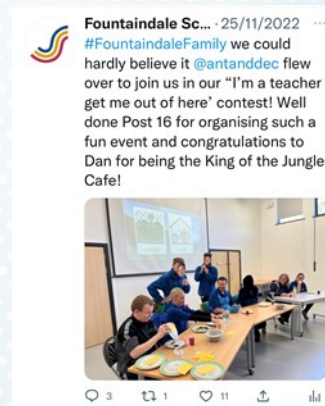 Fountaindale Sc... · 25/11/2022 ...
#FountaindaleFamily we could
hardly believe it @antanddec flew
over to join us in our “I'm a teacher
get me out of here’ contest! Well
done Post 16 for organising such a
fun event and congratulations to
Dan for being the King of the Jungle
Cafe!
3 1 11